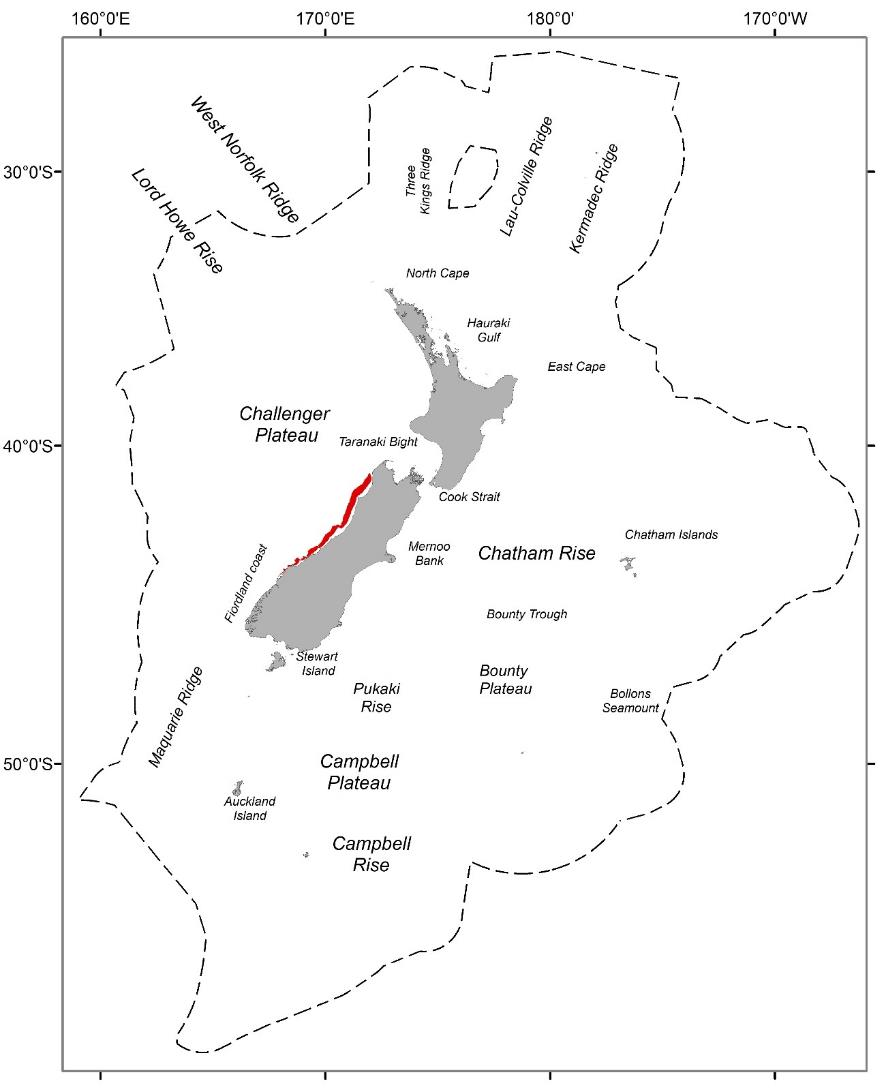 160°0'E 170°0'E 180°0' 170°0'W
West Norfolk Ridge
Lord Howe Rise
30°0'S
Three
Kings Ridge
Lau-Colville Ridge
Kermadec Ridge
North Cape
Hauraki
Gulf
East Cape
Challenger
Plateau
Taranaki Bight
40°0'S
Cook Strait
Chatham Islands
Mernoo
Bank
Chatham Rise
Fiordland coast
Bounty Trough
Stewart
Island
Pukaki
Rise
Bounty
Plateau
Bollons
Seamount
Maquarie Ridge
50°0'S
Campbell
Plateau
Auckland
Island
Campbell
Rise